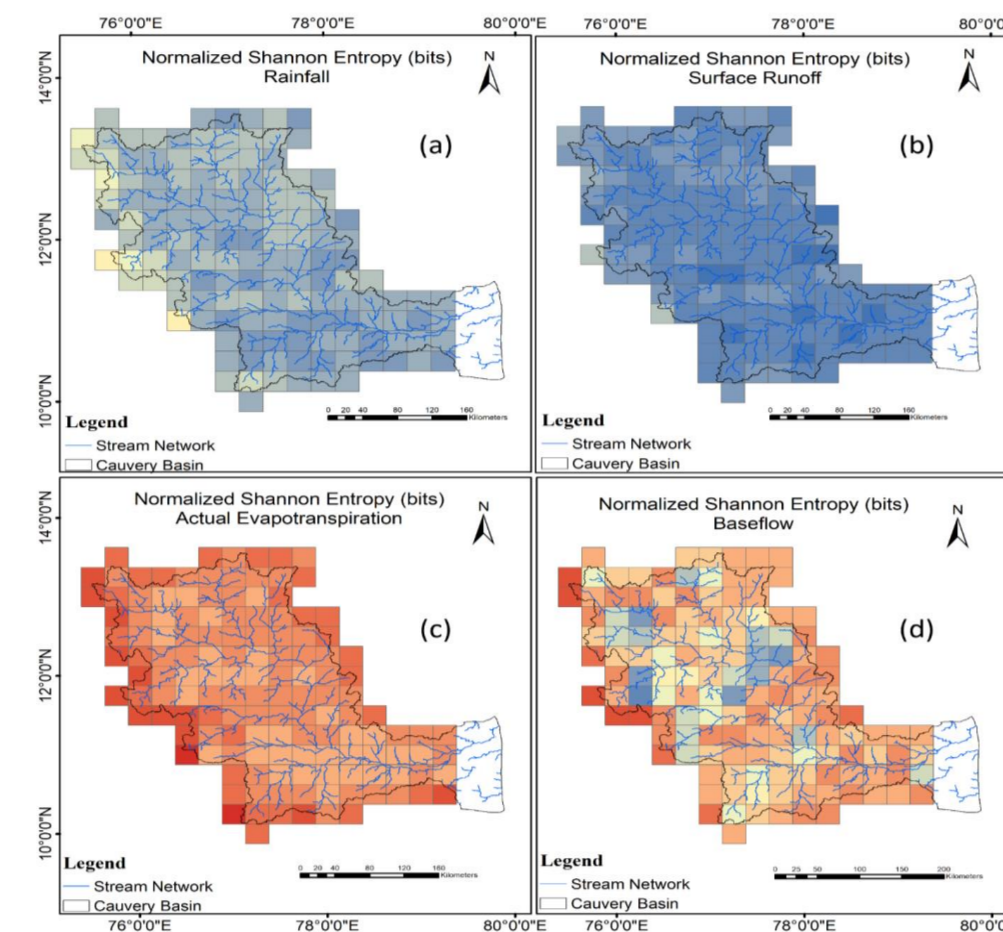 76°0'0"E 78°0'0"E 80°0'0"E 76°0'0"E 78°0'0"E 80°0'0
14°0'0"N
12°0'0"N
10°0'0"N
Normalized Shannon Entropy (bits)
Rainfall
N
(a)
0 20 40 80 120 160
Kilometers
Legend
Stream Network
Cauvery Basin
Normalized Shannon Entropy (bits)
Surface Runoff
N
(b)
0 20 40 80 120 160
Kilometers
Legend
Stream Network
Cauvery Basin
14°0'0"N
12°0'0"N
10°0'0"N
Normalized Shannon Entropy (bits)
Actual Evapotranspiration
N
(c)
0 20 40 80 120 160
Kilometers
Legend
Stream Network
Cauvery Basin
Normalized Shannon Entropy (bits)
Baseflow
N
(d)
0 25 50 100 150 200
Kilometers
Legend
Stream Network
Cauvery Basin
76°0'0"E 78°0'0"E 80°0'0"E 76°0'0"E 78°0'0"E 80°0'0